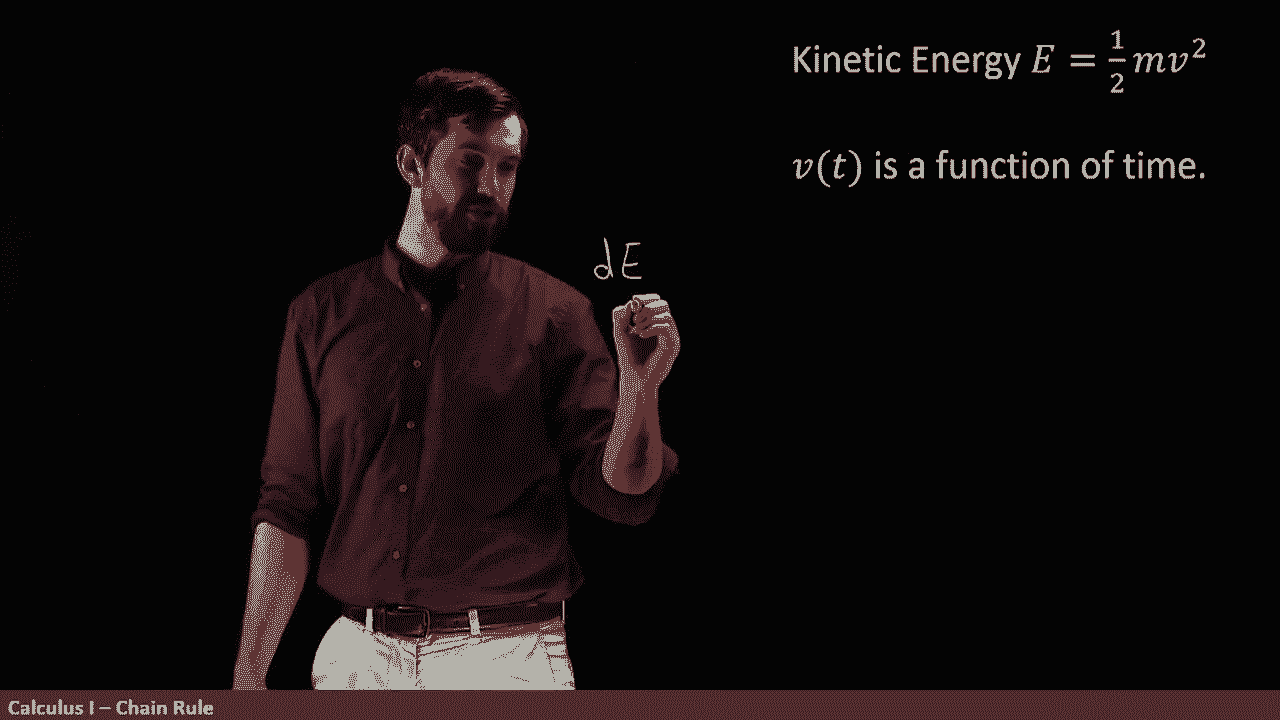 Kinetic Energy E = \frac{1}{2}mv^2
v(t) is a function of time.
dE
Calculus I – Chain Rule